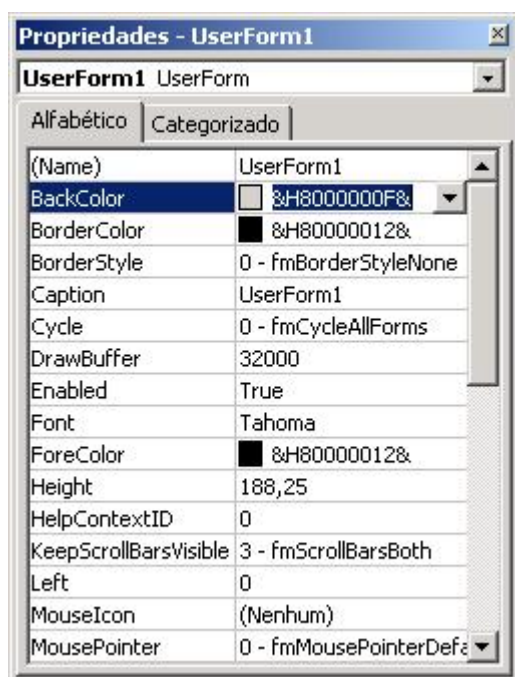 Propriedades - UserForm1
UserForm1 UserForm
Alfabético Categorizado
(Name) UserForm1
BackColor &H8000000F&
BorderColor &H80000012&
BorderStyle 0 - fmBorderStyleNone
Caption UserForm1
Cycle 0 - fmCycleAllForms
DrawBuffer 32000
Enabled True
Font Tahoma
ForeColor &H80000012&
Height 188,25
HelpContextID 0
KeepScrollBarsVisible 3 - fmScrollBarsBoth
Left 0
MouseIcon (Nenhum)
MousePointer 0 - fmMousePointerDefa